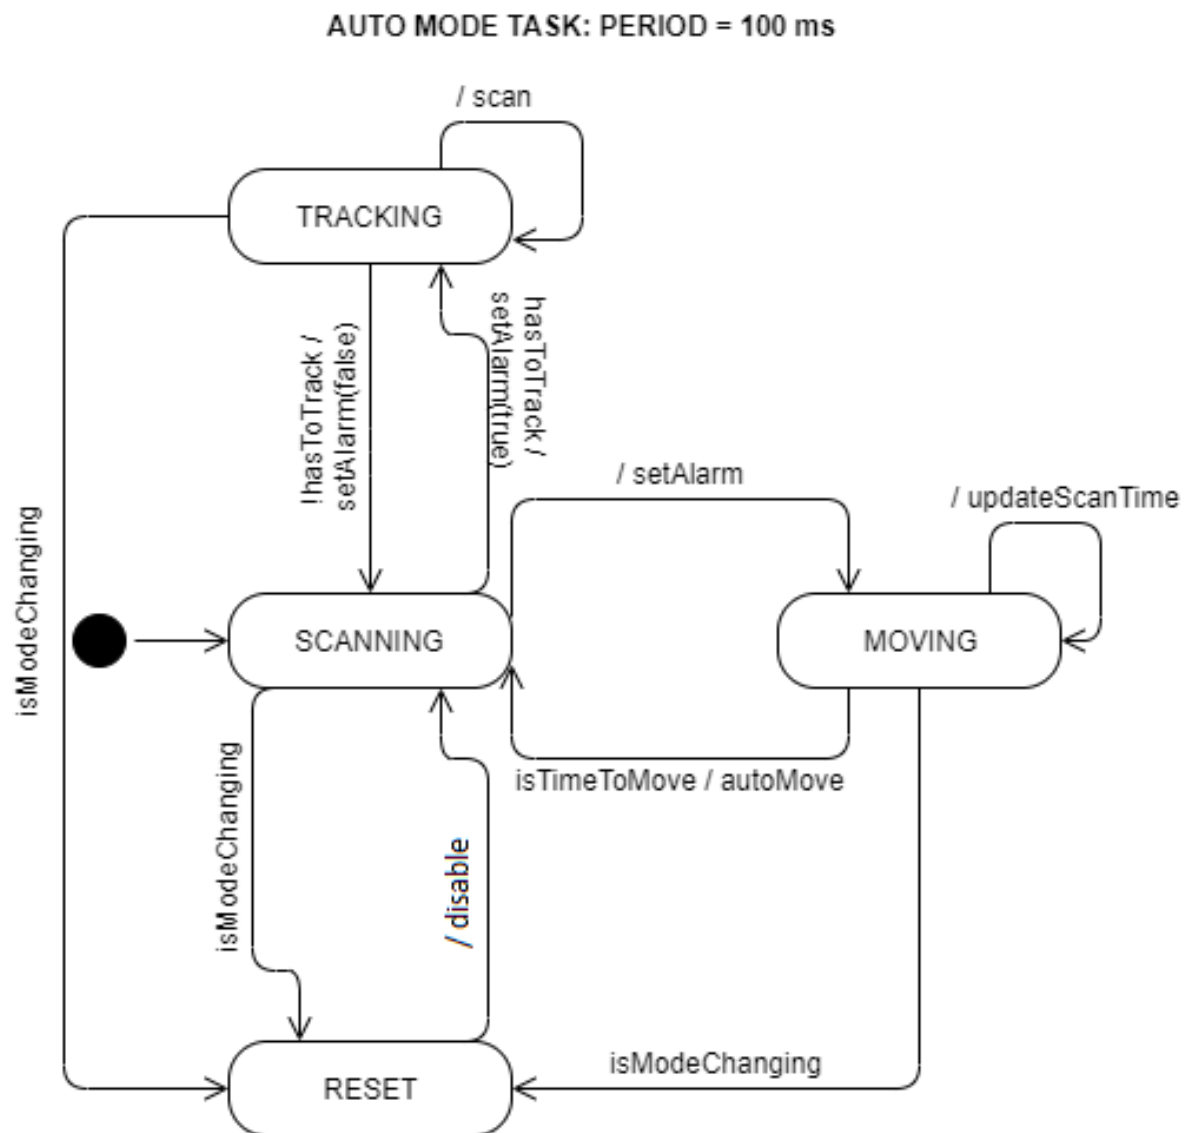 AUTO MODE TASK: PERIOD = 100 ms
/ scan
TRACKING
!hasToTrack /
setAlarm(false)
hasToTrack /
setAlarm(true)
/ setAlarm
/ updateScanTime
isModeChanging
SCANNING
MOVING
isTimeToMove / autoMove
isModeChanging
/ disable
isModeChanging
RESET